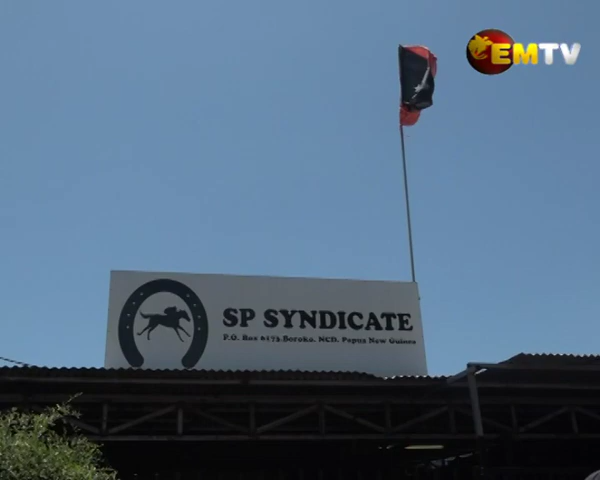 EMTV
SP SYNDICATE
P.O. Box 6173, Boroko, NCD, Papua New Guinea